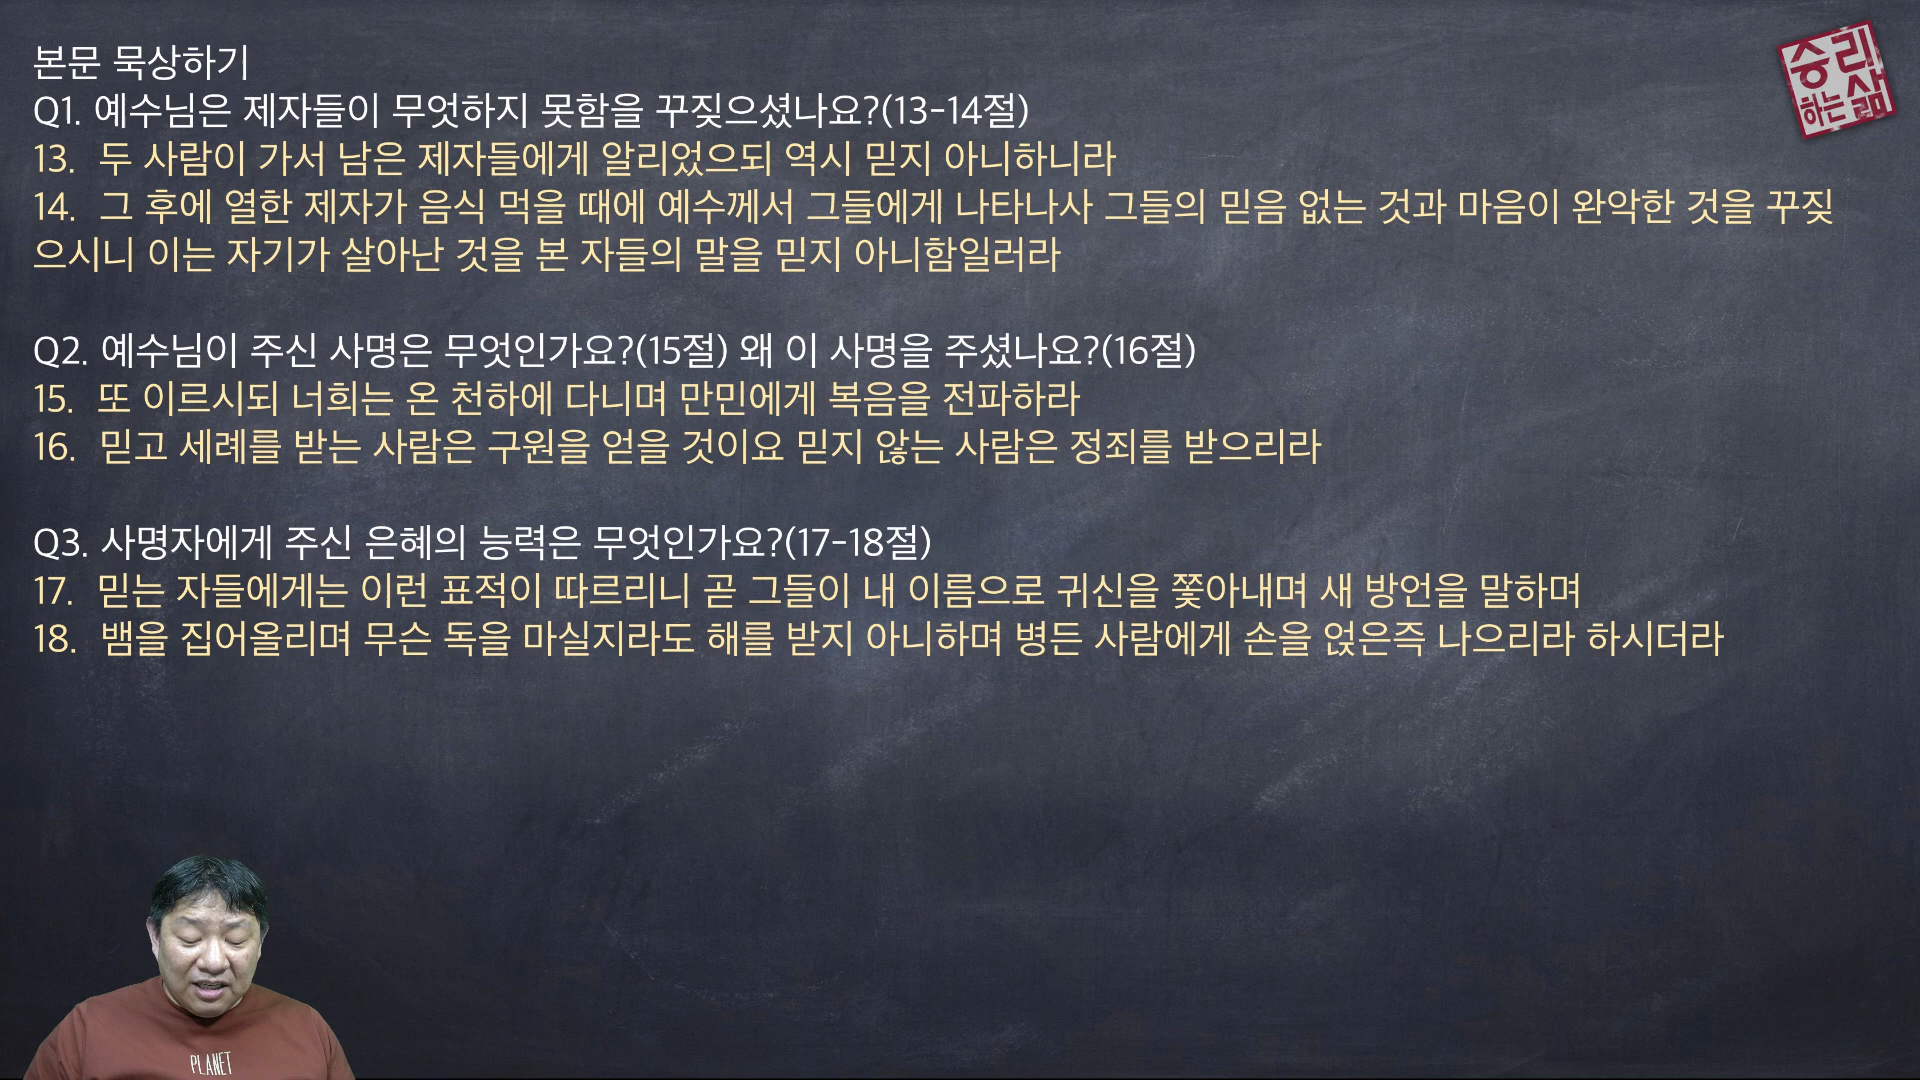 본문 묵상하기
Q1. 예수님은 제자들이 무엇하지 못함을 꾸짖으셨나요?(13-14절)
13. 두 사람이 가서 남은 제자들에게 알리었으되 역시 믿지 아니하니라
14. 그 후에 열한 제자가 음식 먹을 때에 예수께서 그들에게 나타나사 그들의 믿음 없는 것과 마음이 완악한 것을 꾸짖
으시니 이는 자기가 살아난 것을 본 자들의 말을 믿지 아니함일러라
Q2. 예수님이 주신 사명은 무엇인가요?(15절) 왜 이 사명을 주셨나요?(16절)
15. 또 이르시되 너희는 온 천하에 다니며 만민에게 복음을 전파하라
16. 믿고 세례를 받는 사람은 구원을 얻을 것이요 믿지 않는 사람은 정죄를 받으리라
Q3. 사명자에게 주신 은혜의 능력은 무엇인가요?(17-18절)
17. 믿는 자들에게는 이런 표적이 따르리니 곧 그들이 내 이름으로 귀신을 쫓아내며 새 방언을 말하며
18. 뱀을 집어올리며 무슨 독을 마실지라도 해를 받지 아니하며 병든 사람에게 손을 얹은즉 나으리라 하시더라
승리
하는 삶
PLANET